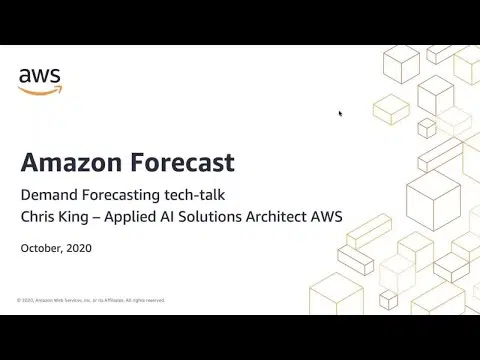 aws
Amazon Forecast
Demand Forecasting tech-talk
Chris King – Applied AI Solutions Architect AWS
October, 2020
© 2020, Amazon Web Services, Inc. or its Affiliates. All rights reserved.